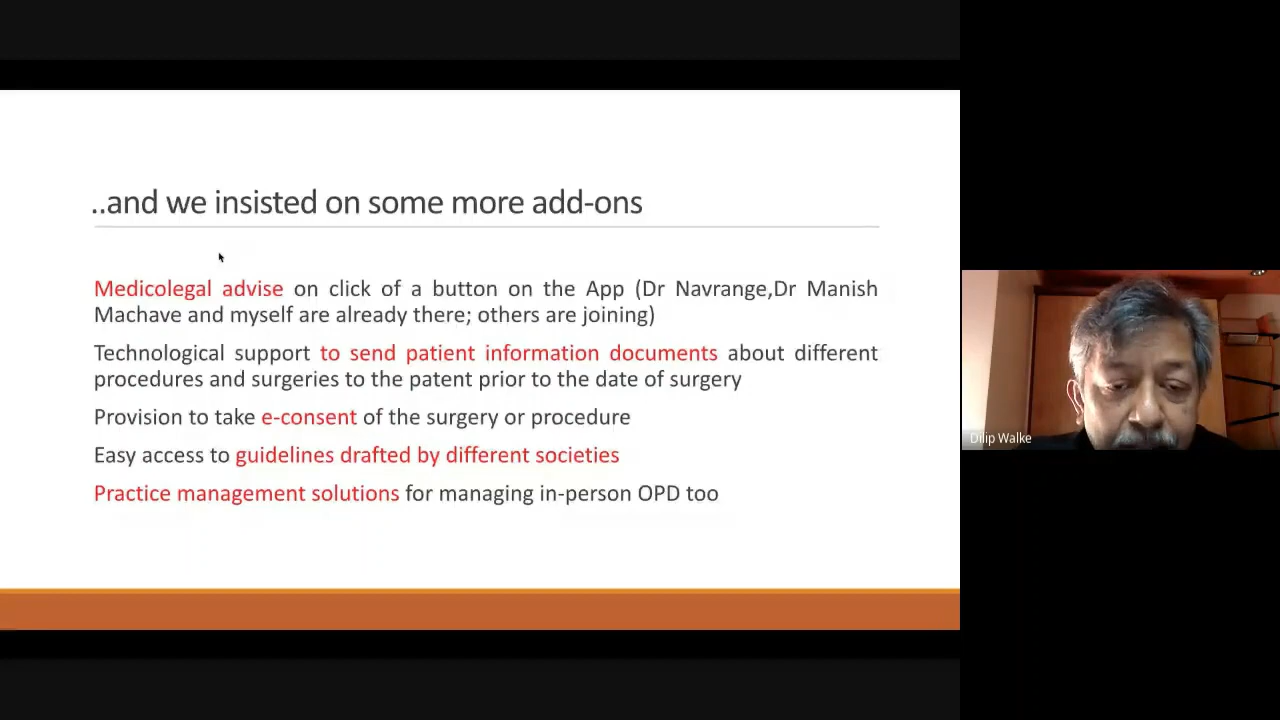 ..and we insisted on some more add-ons
Medicolegal advise on click of a button on the App (Dr Navrange,Dr Manish
Machave and myself are already there; others are joining)
Technological support to send patient information documents about different
procedures and surgeries to the patent prior to the date of surgery
Provision to take e-consent of the surgery or procedure
Easy access to guidelines drafted by different societies
Practice management solutions for managing in-person OPD too
Dilip Walke